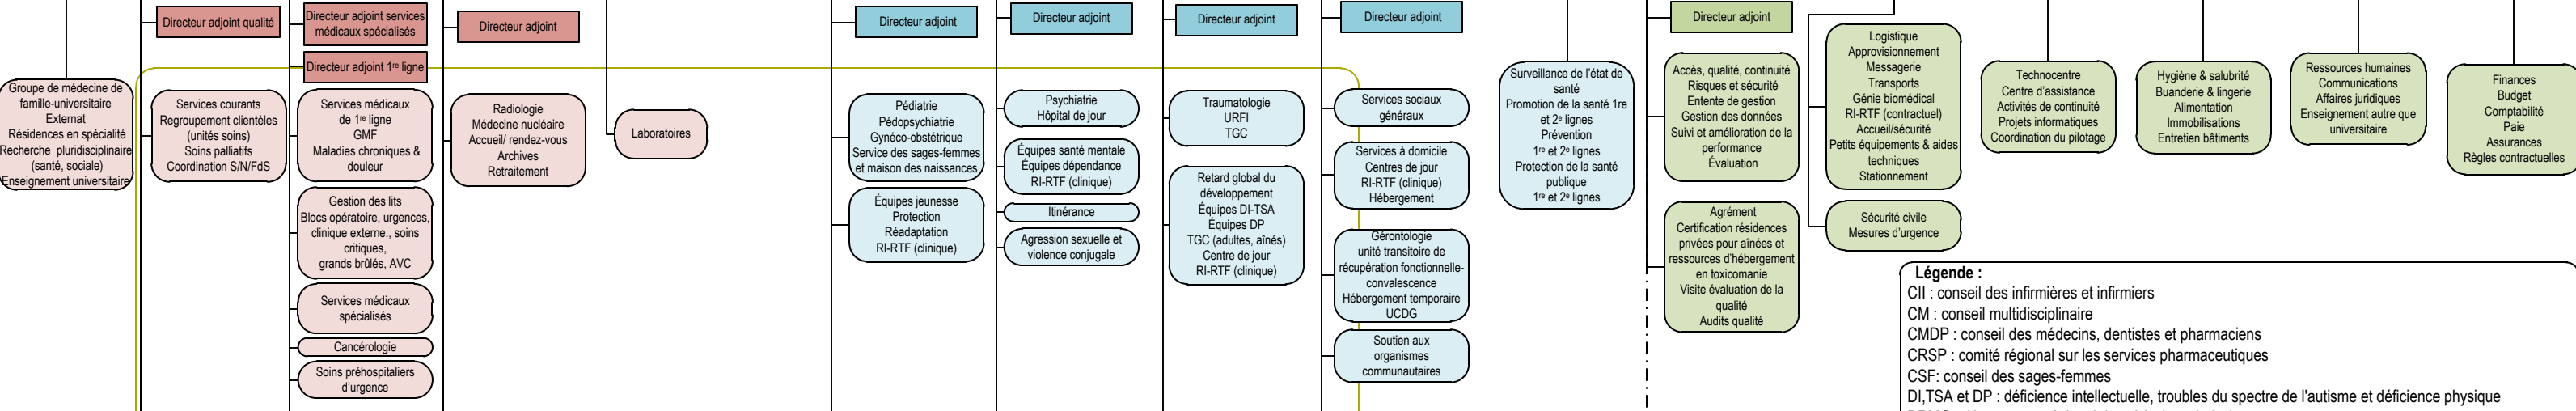 Directeur adjoint qualité
Directeur adjoint services
médicaux spécialisés
Directeur adjoint
Directeur adjoint
Directeur adjoint
Directeur adjoint
Directeur adjoint
Directeur adjoint
Directeur adjoint 1re ligne
Groupe de médecine de
famille-universitaire
Externat
Résidences en spécialité
Recherche pluridisciplinaire
(santé, sociale)
Enseignement universitaire
Services courants
Regroupement clientèles
(unités soins)
Soins palliatifs
Coordination S/N/FdS
Services médicaux
de 1re ligne
GMF
Maladies chroniques &
douleur
Gestion des lits
Blocs opératoire, urgences,
clinique externe., soins
critiques,
grands brûlés, AVC
Services médicaux
spécialisés
Cancérologie
Soins préhospitaliers
d'urgence
Radiologie
Médecine nucléaire
Accueil/ rendez-vous
Archives
Retraitement
Laboratoires
Pédiatrie
Pédopsychiatrie
Gynéco-obstétrique
Service des sages-femmes
et maison des naissances
Équipes jeunesse
Protection
Réadaptation
RI-RTF (clinique)
Psychiatrie
Hôpital de jour
Équipes santé mentale
Équipes dépendance
RI-RTF (clinique)
Itinérance
Agression sexuelle et
violence conjugale
Traumatologie
URFI
TGC
Retard global du
développement
Équipes DI-TSA
Équipes DP
TGC (adultes, aînés)
Centre de jour
RI-RTF (clinique)
Services sociaux
généraux
Services à domicile
Centres de jour
RI-RTF (clinique)
Hébergement
Gérontologie
unité transitoire de
récupération fonctionnelle-
convalescence
Hébergement temporaire
UCDG
Soutien aux
organismes
communautaires
Surveillance de l'état de
santé
Promotion de la santé 1re
et 2e lignes
Prévention
1re et 2e lignes
Protection de la santé
publique
1re et 2e lignes
Accès, qualité, continuité
Risques et sécurité
Entente de gestion
Gestion des données
Suivi et amélioration de la
performance
Évaluation
Agrément
Certification résidences
privées pour aînées et
ressources d'hébergement
en toxicomanie
Visite évaluation de la
qualité
Audits qualité
Logistique
Approvisionnement
Messagerie
Transports
Génie biomédical
RI-RTF (contractuel)
Accueil/sécurité
Petits équipements & aides
techniques
Stationnement
Sécurité civile
Mesures d'urgence
Technocentre
Centre d'assistance
Activités de continuité
Projets informatiques
Coordination du pilotage
Hygiène & salubrité
Buanderie & lingerie
Alimentation
Immobilisations
Entretien bâtiments
Ressources humaines
Communications
Affaires juridiques
Enseignement autre que
universitaire
Finances
Budget
Comptabilité
Paie
Assurances
Règles contractuelles
Légende :
CII : conseil des infirmières et infirmiers
CM : conseil multidisciplinaire
CMDP : conseil des médecins, dentistes et pharmaciens
CRSP : comité régional sur les services pharmaceutiques
CSF: conseil des sages-femmes
DI,TSA et DP : déficience intellectuelle, troubles du spectre de l'autisme et déficience physique